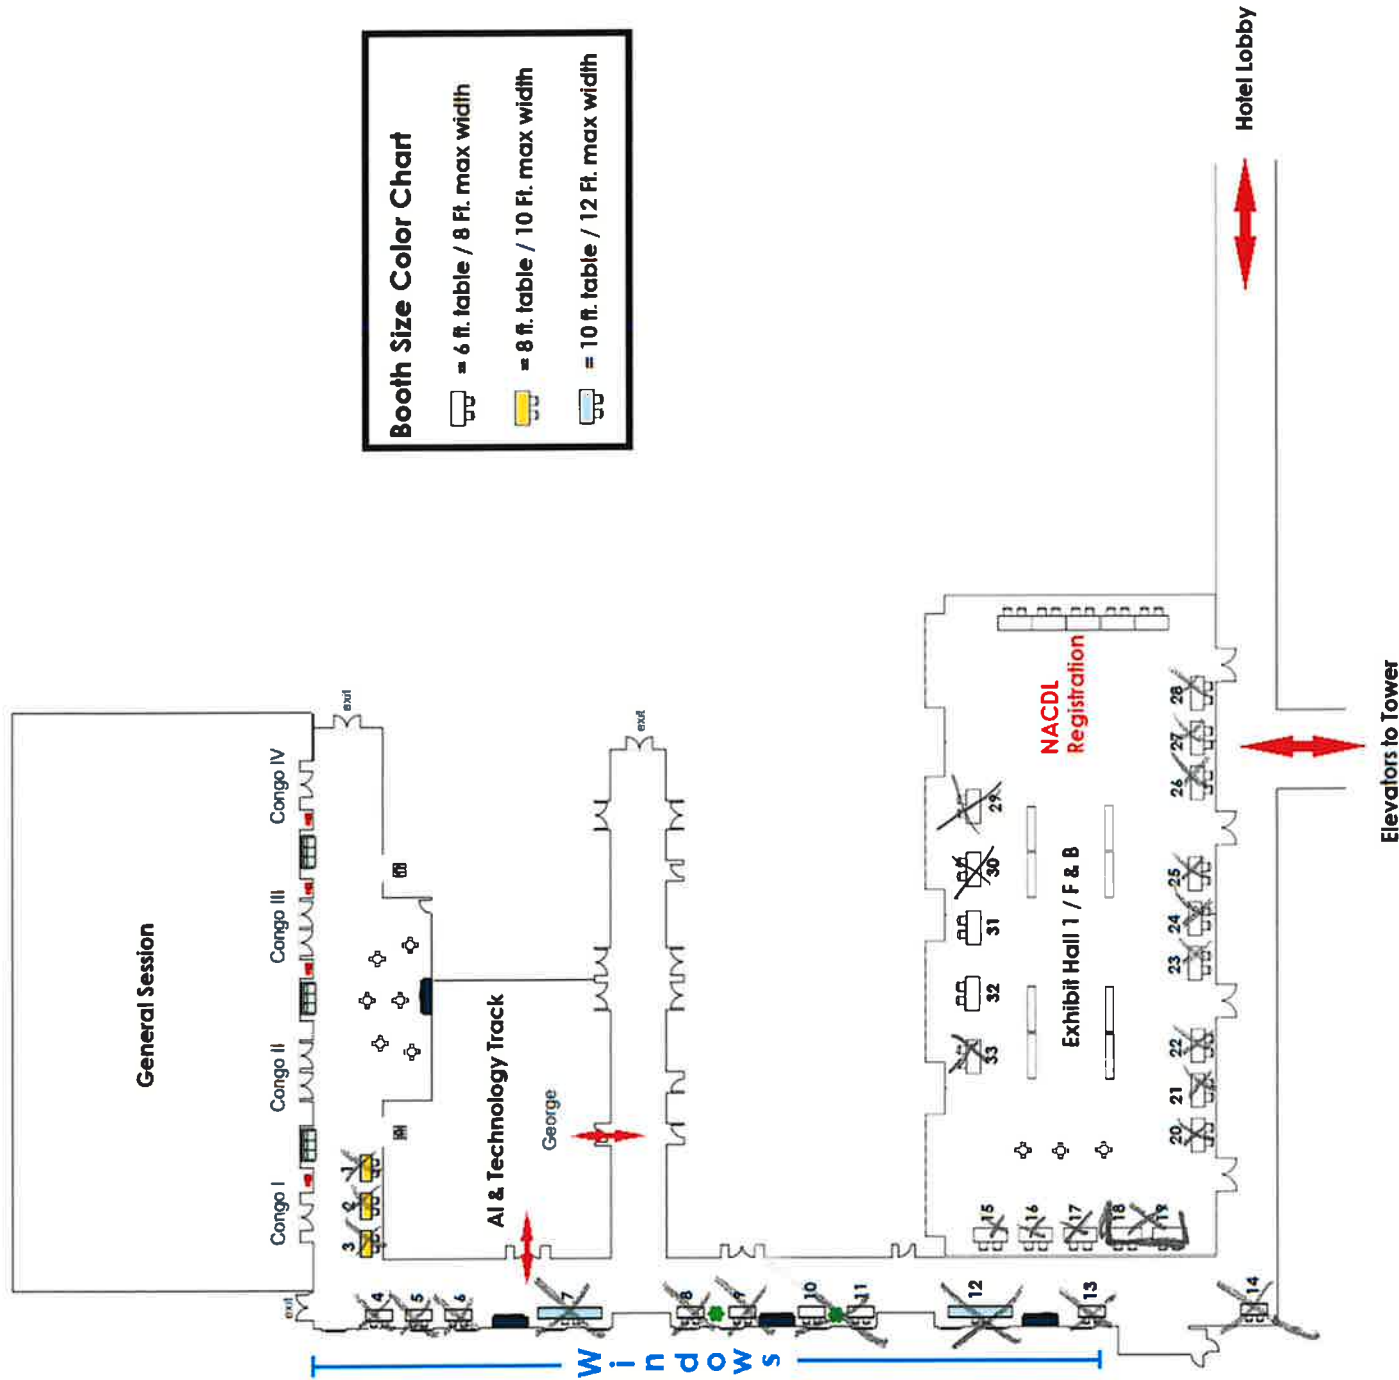 General Session
Congo I
Congo II
Congo III
Congo IV
exit
exit
exit
1
2
3
4
5
6
7
8
9
10
11
12
13
14
AI & Technology Track
George
Windows
Booth Size Color Chart
= 6 ft. table / 8 Ft. max width
= 8 ft. table / 10 Ft. max width
= 10 ft. table / 12 Ft. max width
NACDL
Registration
Exhibit Hall 1 / F & B
15
16
17
18
19
20
21
22
23
24
25
26
27
28
29
30
31
32
33
Hotel Lobby
Elevators to Tower